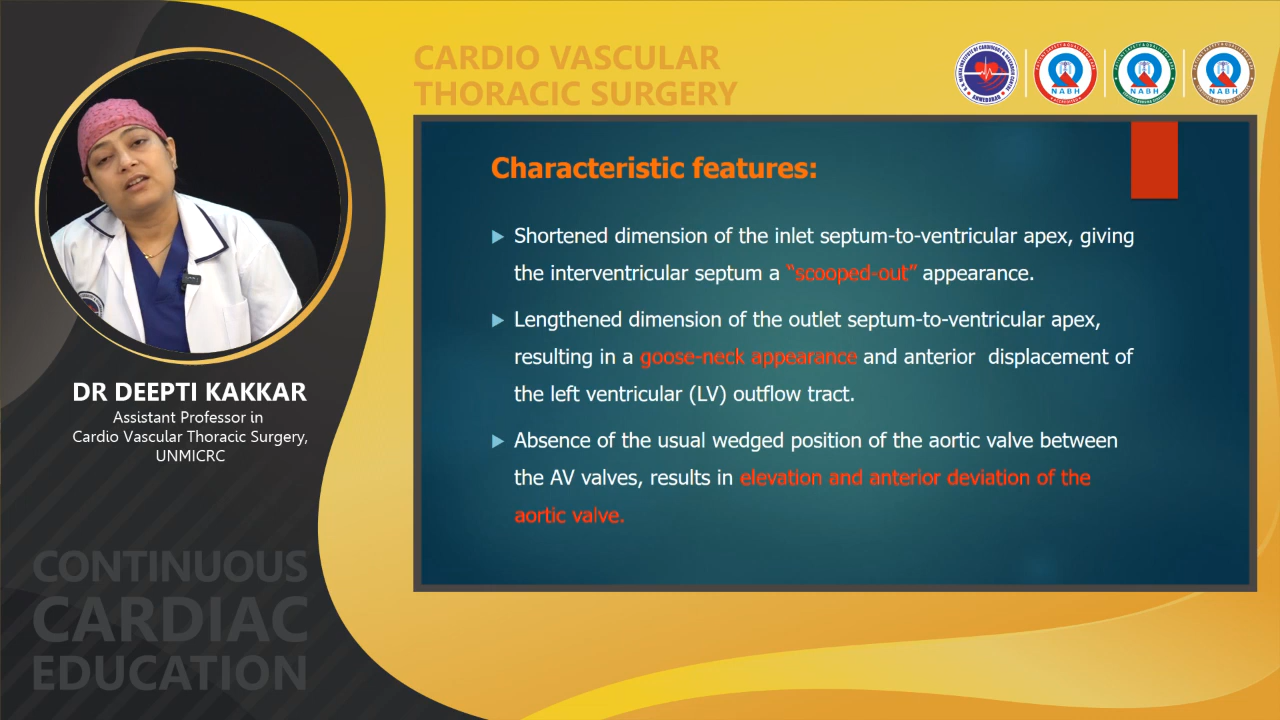 CARDIO VASCULAR
THORACIC SURGERY
NABH
NABH
NABH
Characteristic features:
Shortened dimension of the inlet septum-to-ventricular apex, giving
the interventricular septum a “scooped-out” appearance.
Lengthened dimension of the outlet septum-to-ventricular apex,
resulting in a goose-neck appearance and anterior displacement of
the left ventricular (LV) outflow tract.
Absence of the usual wedged position of the aortic valve between
the AV valves, results in elevation and anterior deviation of the
aortic valve.
DR DEEPTI KAKKAR
Assistant Professor in
Cardio Vascular Thoracic Surgery,
UNMICRC
CONTINUOUS
CARDIAC
EDUCATION